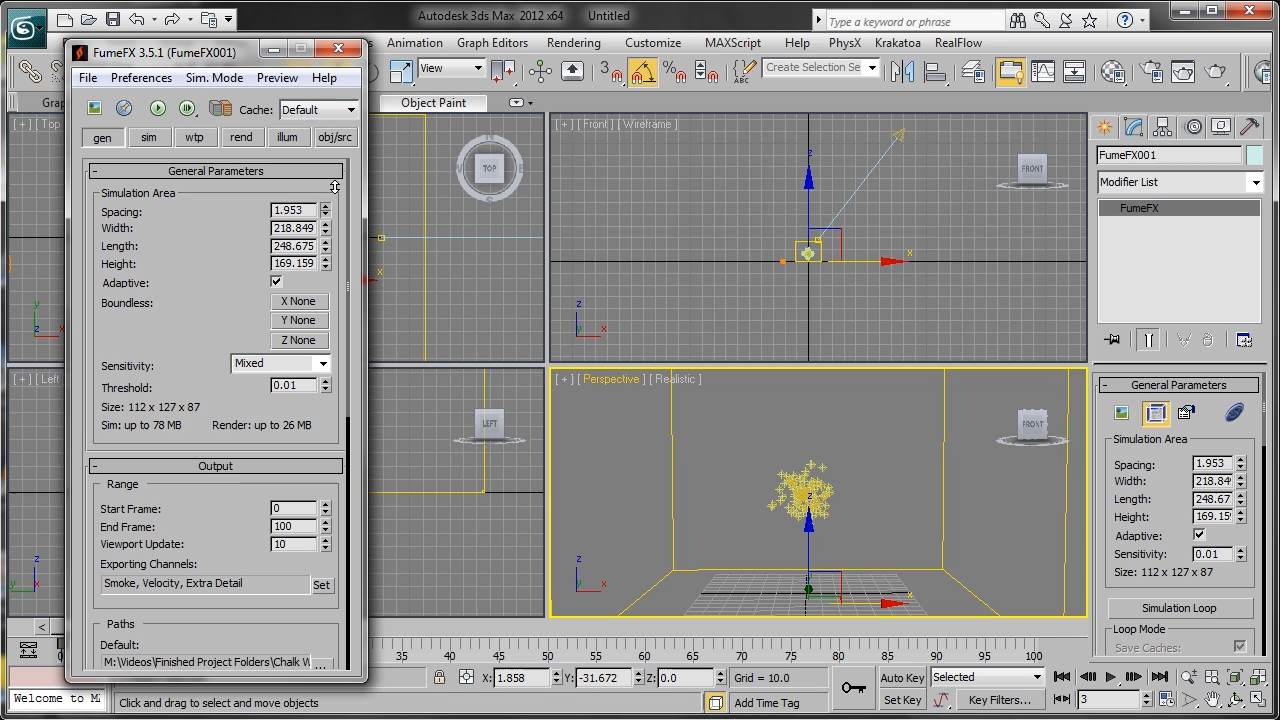 Autodesk 3ds Max 2012 x64 Untitled
Type a keyword or phrase
FumeFX 3.5.1 (FumeFX001)
Animation Graph Editors Rendering Customize MAXScript Help PhysX Krakatoa RealFlow
File Preferences Sim. Mode Preview Help
View
3
ABC
Create Selection Se
Cache: Default
Object Paint
gen sim wtp rend illum obj/src
[ + ] [ Top
TOP
[ + ] [ Front ] [ Wireframe ]
FRONT
FumeFX001
Modifier List
FumeFX
General Parameters
Simulation Area
Spacing: 1.953
Width: 218.849
Length: 248.675
Height: 169.159
Adaptive:
Boundless: X None
Y None
Z None
Sensitivity: Mixed
Threshold: 0.01
Size: 112 x 127 x 87
Sim: up to 78 MB Render: up to 26 MB
Output
Range
Start Frame: 0
End Frame: 100
Viewport Update: 10
Exporting Channels:
Smoke, Velocity, Extra Detail Set
Paths
Default:
M:\Videos\Finished Project Folders\Chalk W ...
[ + ] [ Left
LEFT
[ + ] [ Perspective ] [ Realistic ]
FRONT
General Parameters
Simulation Area
Spacing: 1.953
Width: 218.84
Length: 248.67
Height: 169.15
Adaptive:
Sensitivity: 0.01
Size: 112 x 127 x 87
Simulation Loop
Loop Mode
Save Caches:
35 40 45 50 55 60 65 70 75 80 85 90 95 100
X: 1.858 Y: -31.672 Z: 0.0 Grid = 10.0
Auto Key Selected
Set Key Key Filters...
3
Welcome to M
Click and drag to select and move objects
Add Time Tag